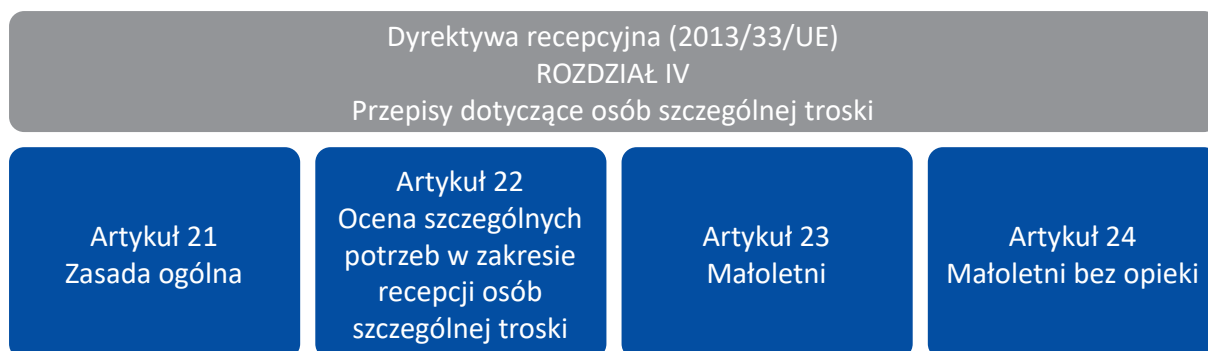 Dyrektywa recepcyjna (2013/33/UE)
ROZDZIAŁ IV
Przepisy dotyczące osób szczególnej troski
Artykuł 21
Zasada ogólna
Artykuł 22
Ocena szczególnych
potrzeb w zakresie
recepcji osób
szczególnej troski
Artykuł 23
Małoletni
Artykuł 24
Małoletni bez opieki